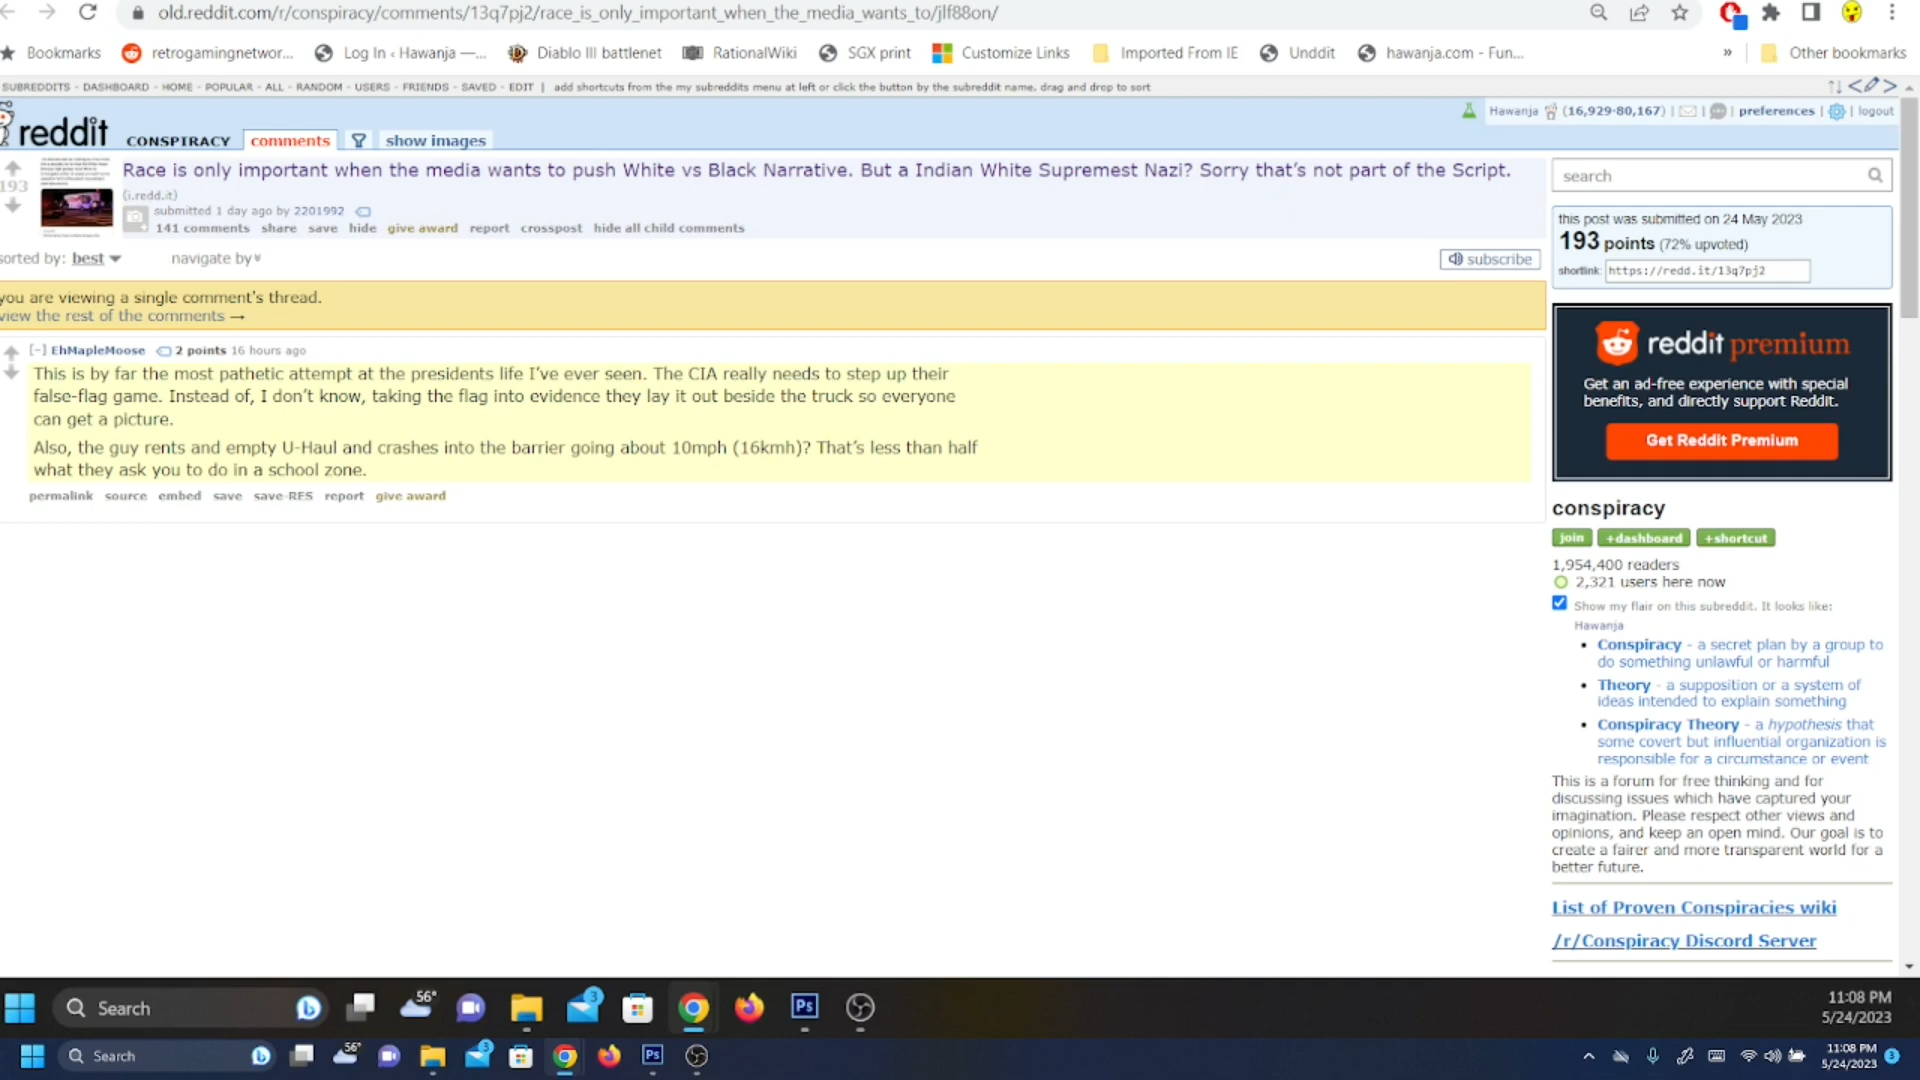 old.reddit.com/r/conspiracy/comments/13q7pj2/race_is_only_important_when_the_media_wants_to/jlf88on/
Bookmarks retrogamingnetwor... Log In ‹ Hawanja —... Diablo III battlenet RationalWiki SGX print Customize Links Imported From IE Unddit hawanja.com - Fun... » Other bookmarks
SUBREDDITS - DASHBOARD - HOME - POPULAR - ALL - RANDOM - USERS - FRIENDS - SAVED - EDIT | add shortcuts from the my subreddits menu at left or click the button by the subreddit name, drag and drop to sort
Hawanja (16,929·80,167) | | | preferences | | logout
reddit CONSPIRACY comments show images
Race is only important when the media wants to push White vs Black Narrative. But a Indian White Supremest Nazi? Sorry that's not part of the Script.
(i.redd.it)
193
submitted 1 day ago by 2201992
141 comments share save hide give award report crosspost hide all child comments
sorted by: best navigate by
subscribe
you are viewing a single comment's thread.
view the rest of the comments →
[–] EhMapleMoose 2 points 16 hours ago
This is by far the most pathetic attempt at the presidents life I've ever seen. The CIA really needs to step up their
false-flag game. Instead of, I don't know, taking the flag into evidence they lay it out beside the truck so everyone
can get a picture.
Also, the guy rents and empty U-Haul and crashes into the barrier going about 10mph (16kmh)? That's less than half
what they ask you to do in a school zone.
permalink source embed save save-RES report give award
search
this post was submitted on 24 May 2023
193 points (72% upvoted)
shortlink: https://redd.it/13q7pj2
reddit premium
Get an ad-free experience with special
benefits, and directly support Reddit.
Get Reddit Premium
conspiracy
join +dashboard +shortcut
1,954,400 readers
2,321 users here now
Show my flair on this subreddit. It looks like:
Hawanja
Conspiracy - a secret plan by a group to
do something unlawful or harmful
Theory - a supposition or a system of
ideas intended to explain something
Conspiracy Theory - a hypothesis that
some covert but influential organization is
responsible for a circumstance or event
This is a forum for free thinking and for
discussing issues which have captured your
imagination. Please respect other views and
opinions, and keep an open mind. Our goal is to
create a fairer and more transparent world for a
better future.
List of Proven Conspiracies wiki
/r/Conspiracy Discord Server
Search 56° 3 Ps 11:08 PM
5/24/2023
Search 56° 3 Ps 11:08 PM 3
5/24/2023